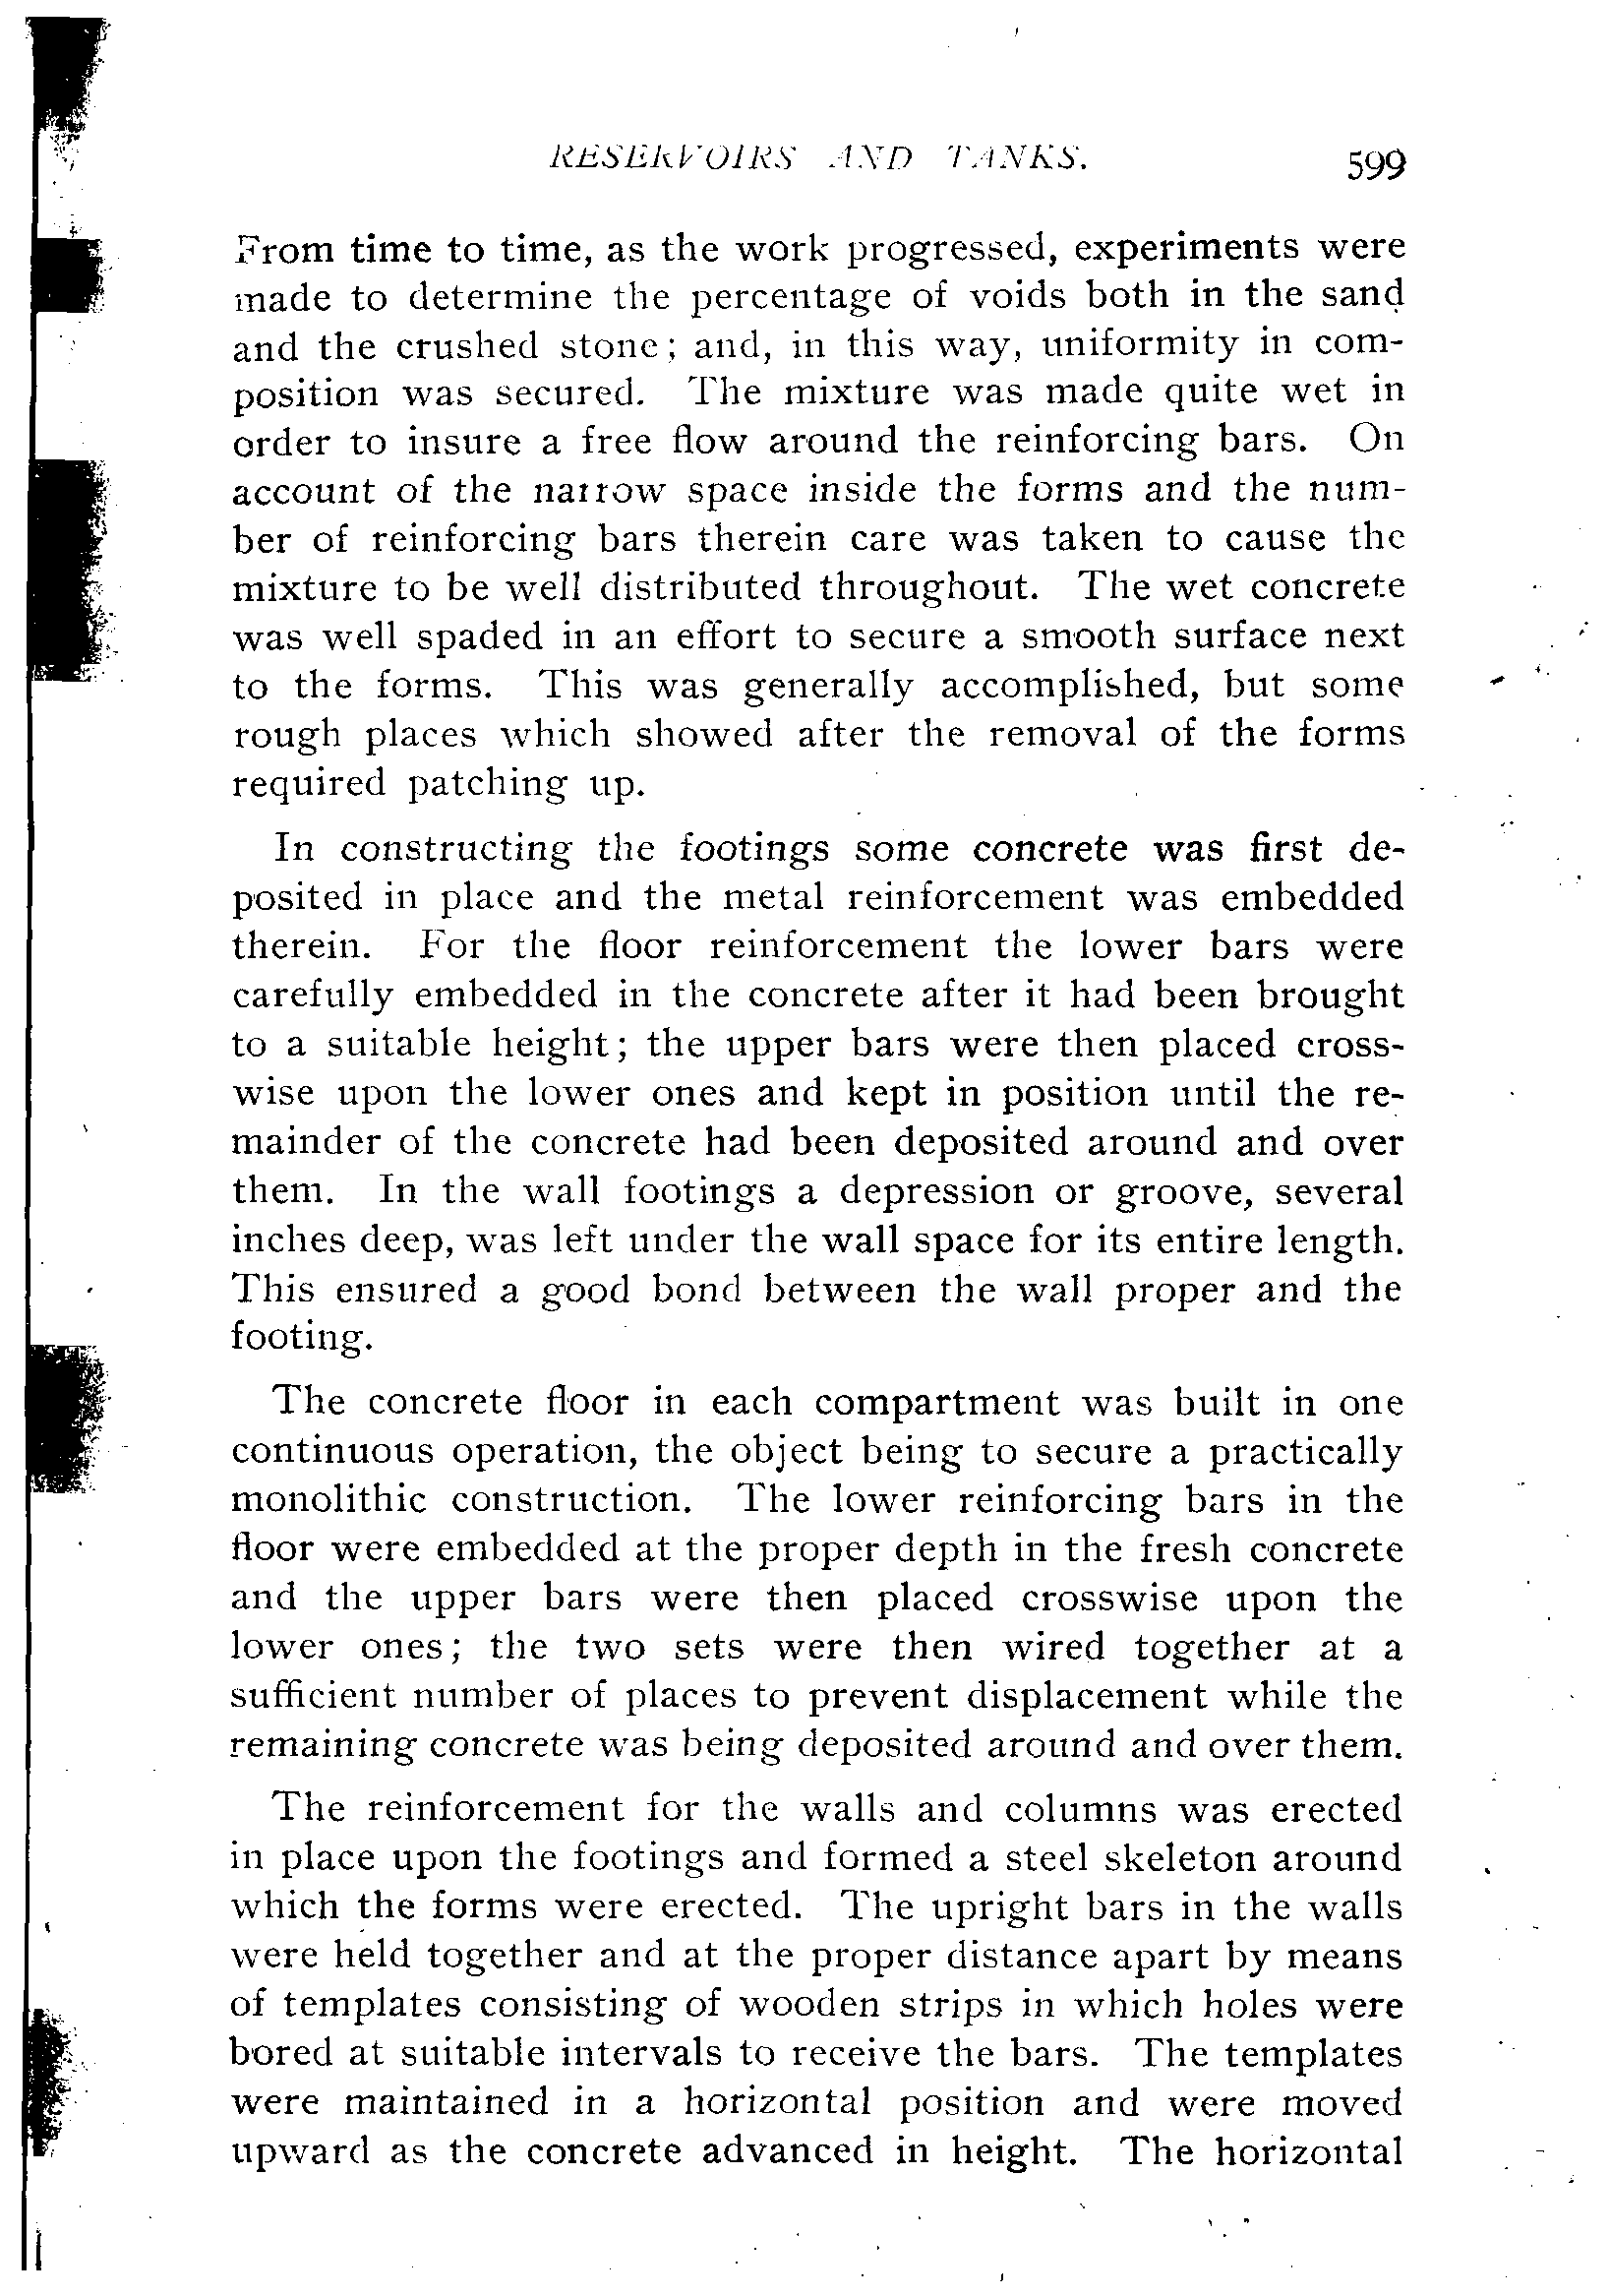 RESERVOIRS AND TANKS. 599
From time to time, as the work progressed, experiments were
made to determine the percentage of voids both in the sand
and the crushed stone; and, in this way, uniformity in com-
position was secured. The mixture was made quite wet in
order to insure a free flow around the reinforcing bars. On
account of the narrow space inside the forms and the num-
ber of reinforcing bars therein care was taken to cause the
mixture to be well distributed throughout. The wet concrete
was well spaded in an effort to secure a smooth surface next
to the forms. This was generally accomplished, but some
rough places which showed after the removal of the forms
required patching up.
In constructing the footings some concrete was first de-
posited in place and the metal reinforcement was embedded
therein. For the floor reinforcement the lower bars were
carefully embedded in the concrete after it had been brought
to a suitable height; the upper bars were then placed cross-
wise upon the lower ones and kept in position until the re-
mainder of the concrete had been deposited around and over
them. In the wall footings a depression or groove, several
inches deep, was left under the wall space for its entire length.
This ensured a good bond between the wall proper and the
footing.
The concrete floor in each compartment was built in one
continuous operation, the object being to secure a practically
monolithic construction. The lower reinforcing bars in the
floor were embedded at the proper depth in the fresh concrete
and the upper bars were then placed crosswise upon the
lower ones; the two sets were then wired together at a
sufficient number of places to prevent displacement while the
remaining concrete was being deposited around and over them.
The reinforcement for the walls and columns was erected
in place upon the footings and formed a steel skeleton around
which the forms were erected. The upright bars in the walls
were held together and at the proper distance apart by means
of templates consisting of wooden strips in which holes were
bored at suitable intervals to receive the bars. The templates
were maintained in a horizontal position and were moved
upward as the concrete advanced in height. The horizontal